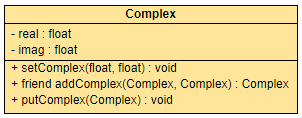 Complex
- real : float
- imag : float
+ setComplex(float, float) : void
+ friend addComplex(Complex, Complex) : Complex
+ putComplex(Complex) : void